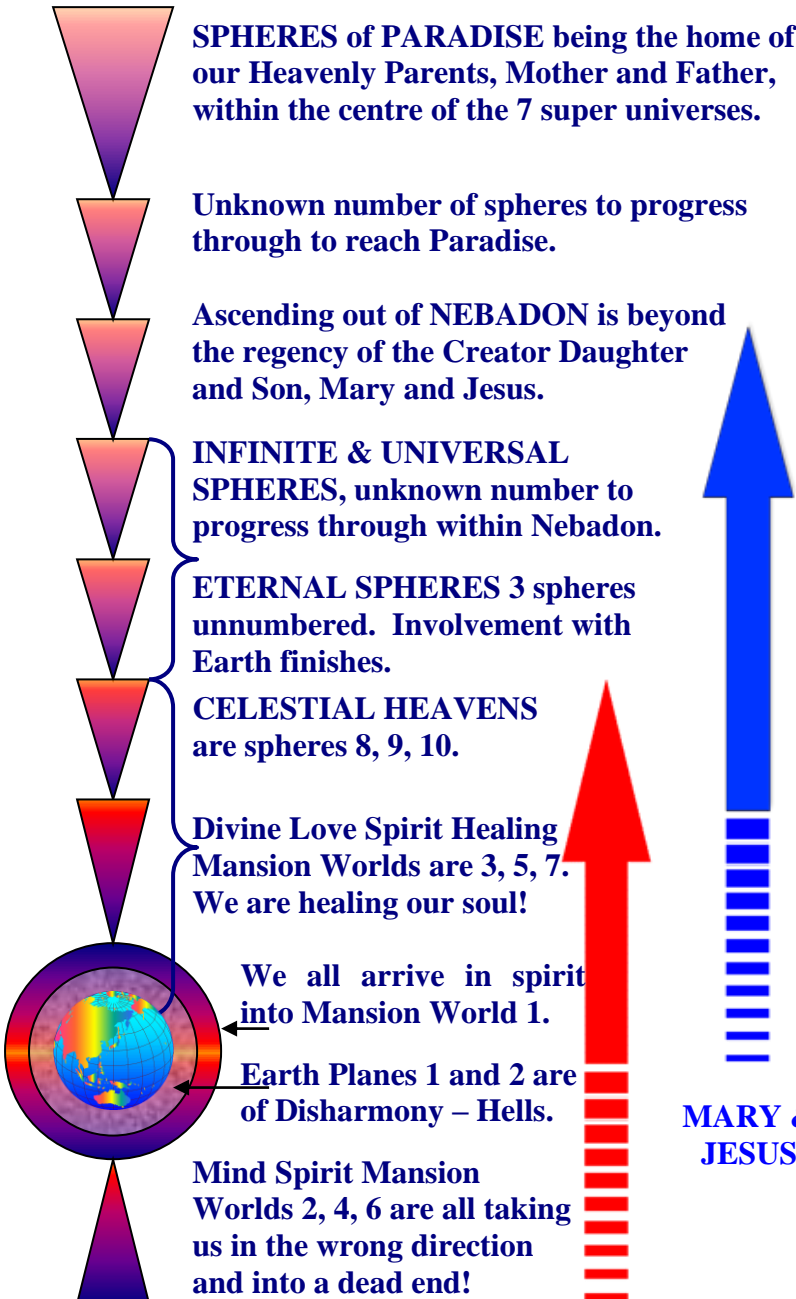 SPHERES of PARADISE being the home of
our Heavenly Parents, Mother and Father,
within the centre of the 7 super universes.
Unknown number of spheres to progress
through to reach Paradise.
Ascending out of NEBADON is beyond
the regency of the Creator Daughter
and Son, Mary and Jesus.
INFINITE & UNIVERSAL
SPHERES, unknown number to
progress through within Nebadon.
ETERNAL SPHERES 3 spheres
unnumbered. Involvement with
Earth finishes.
CELESTIAL HEAVENS
are spheres 8, 9, 10.
Divine Love Spirit Healing
Mansion Worlds are 3, 5, 7.
We are healing our soul!
We all arrive in spirit
into Mansion World 1.
Earth Planes 1 and 2 are
of Disharmony – Hells.
MARY &
JESUS
Mind Spirit Mansion
Worlds 2, 4, 6 are all taking
us in the wrong direction
and into a dead end!